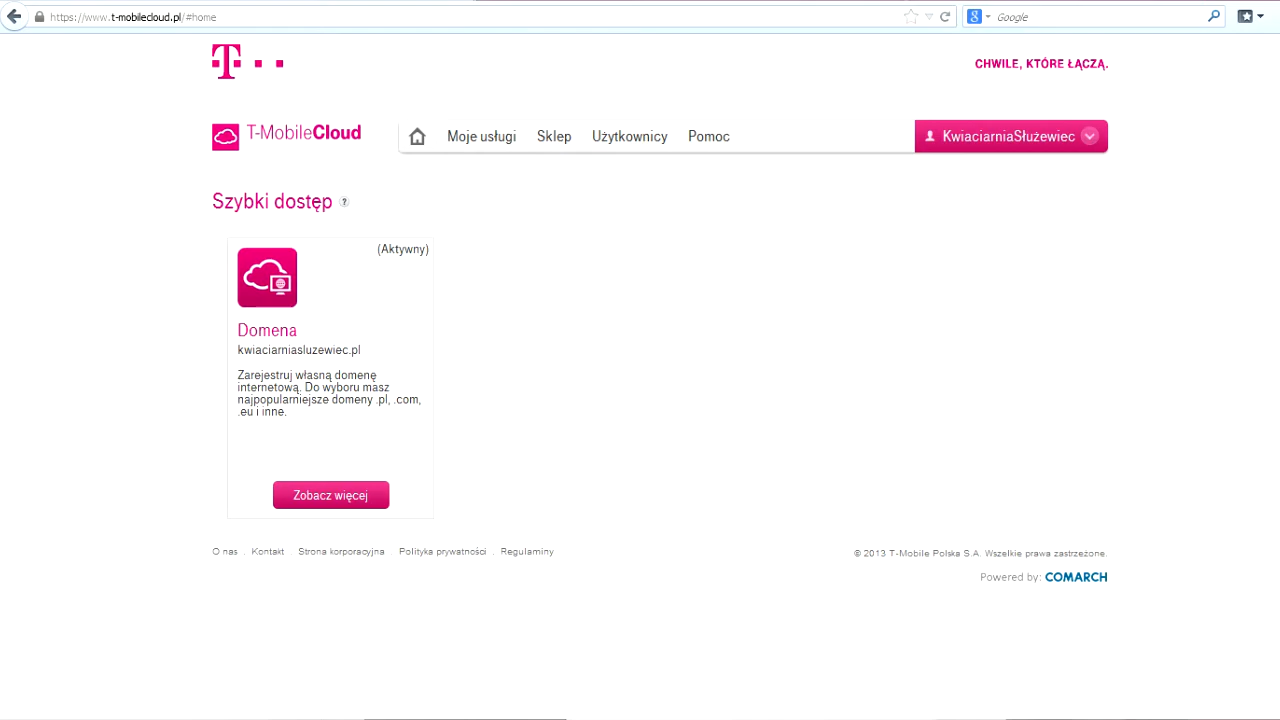 https://www.t-mobilecloud.pl/#home
Google
T
CHWILE, KTÓRE ŁĄCZĄ.
T-MobileCloud
Moje usługi Sklep Użytkownicy Pomoc
KwiaciarniaSłużewiec
Szybki dostęp ?
(Aktywny)
Domena
kwiaciarniasluzewiec.pl
Zarejestruj własną domenę
internetową. Do wyboru masz
najpopularniejsze domeny .pl, .com,
.eu i inne.
Zobacz więcej
O nas . Kontakt . Strona korporacyjna . Polityka prywatności . Regulaminy
© 2013 T-Mobile Polska S.A. Wszelkie prawa zastrzeżone.
Powered by: COMARCH